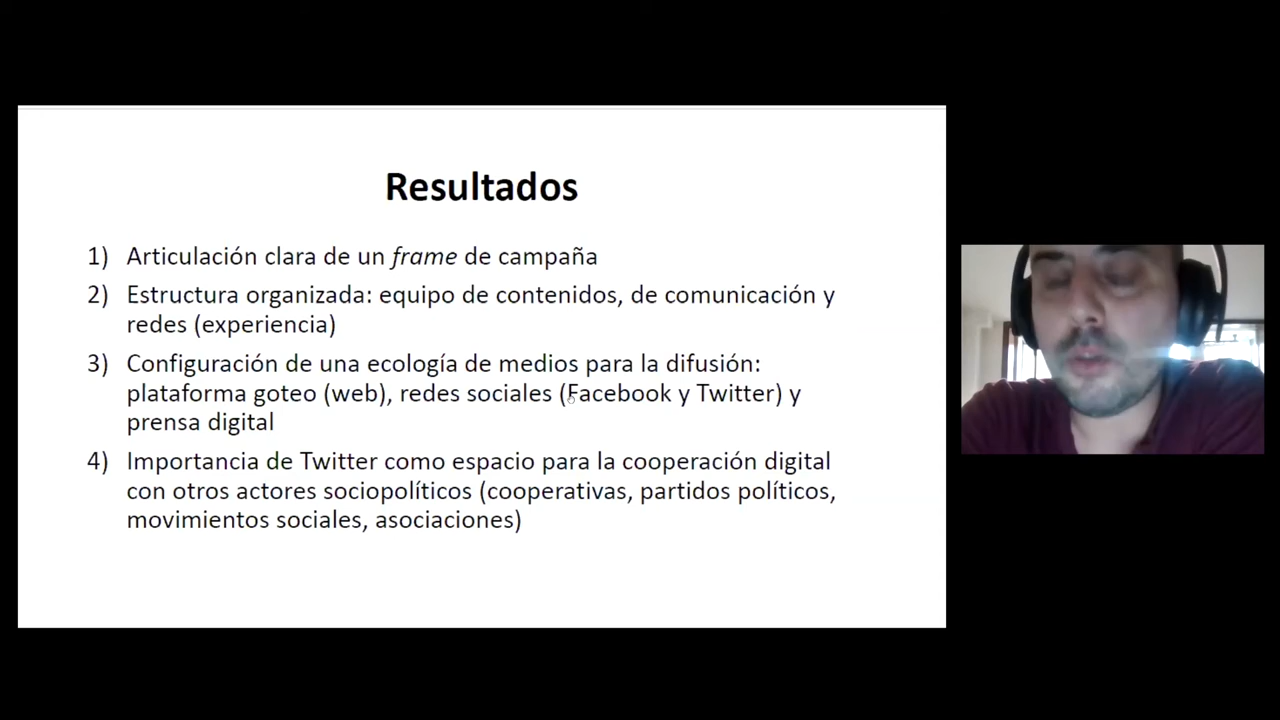 Resultados
1) Articulación clara de un frame de campaña
2) Estructura organizada: equipo de contenidos, de comunicación y
redes (experiencia)
3) Configuración de una ecología de medios para la difusión:
plataforma goteo (web), redes sociales (Facebook y Twitter) y
prensa digital
4) Importancia de Twitter como espacio para la cooperación digital
con otros actores sociopolíticos (cooperativas, partidos políticos,
movimientos sociales, asociaciones)